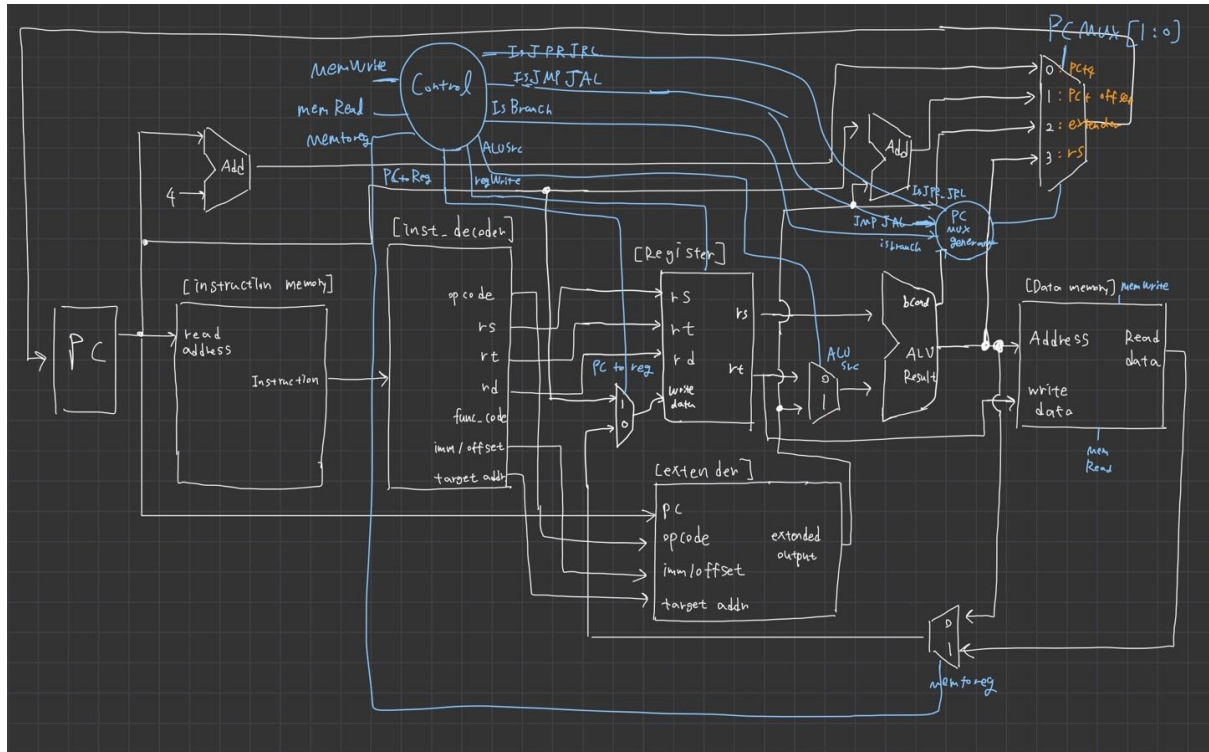 PC MUX [1:0]
IsJPRJRL
MemWrite
Control
IsJMPJAL
0 : PC+4
1 : PC+ offset
mem Read
IsBranch
2 : extender
memtoreg
ALUSrc
Add
3 : rs
Add
PCtoReg
regWrite
4
IsJPR_JRL
[inst_decoder]
JMPJAL
PC
MUX
generator
isbranch
[Register]
[instruction memory]
[Data memory]
memwrite
opcode
rs
bcond
PC
read
address
rs
rs
Address
Read
data
rt
rt
ALU
Result
rd
PC to reg
rt
ALU
Src
Instruction
rd
write
data
0
1
write
data
func_code
1
0
imm/offset
mem
Read
target addr
[extender]
PC
opcode
extended
output
imm/offset
target addr
0
1
memtoreg